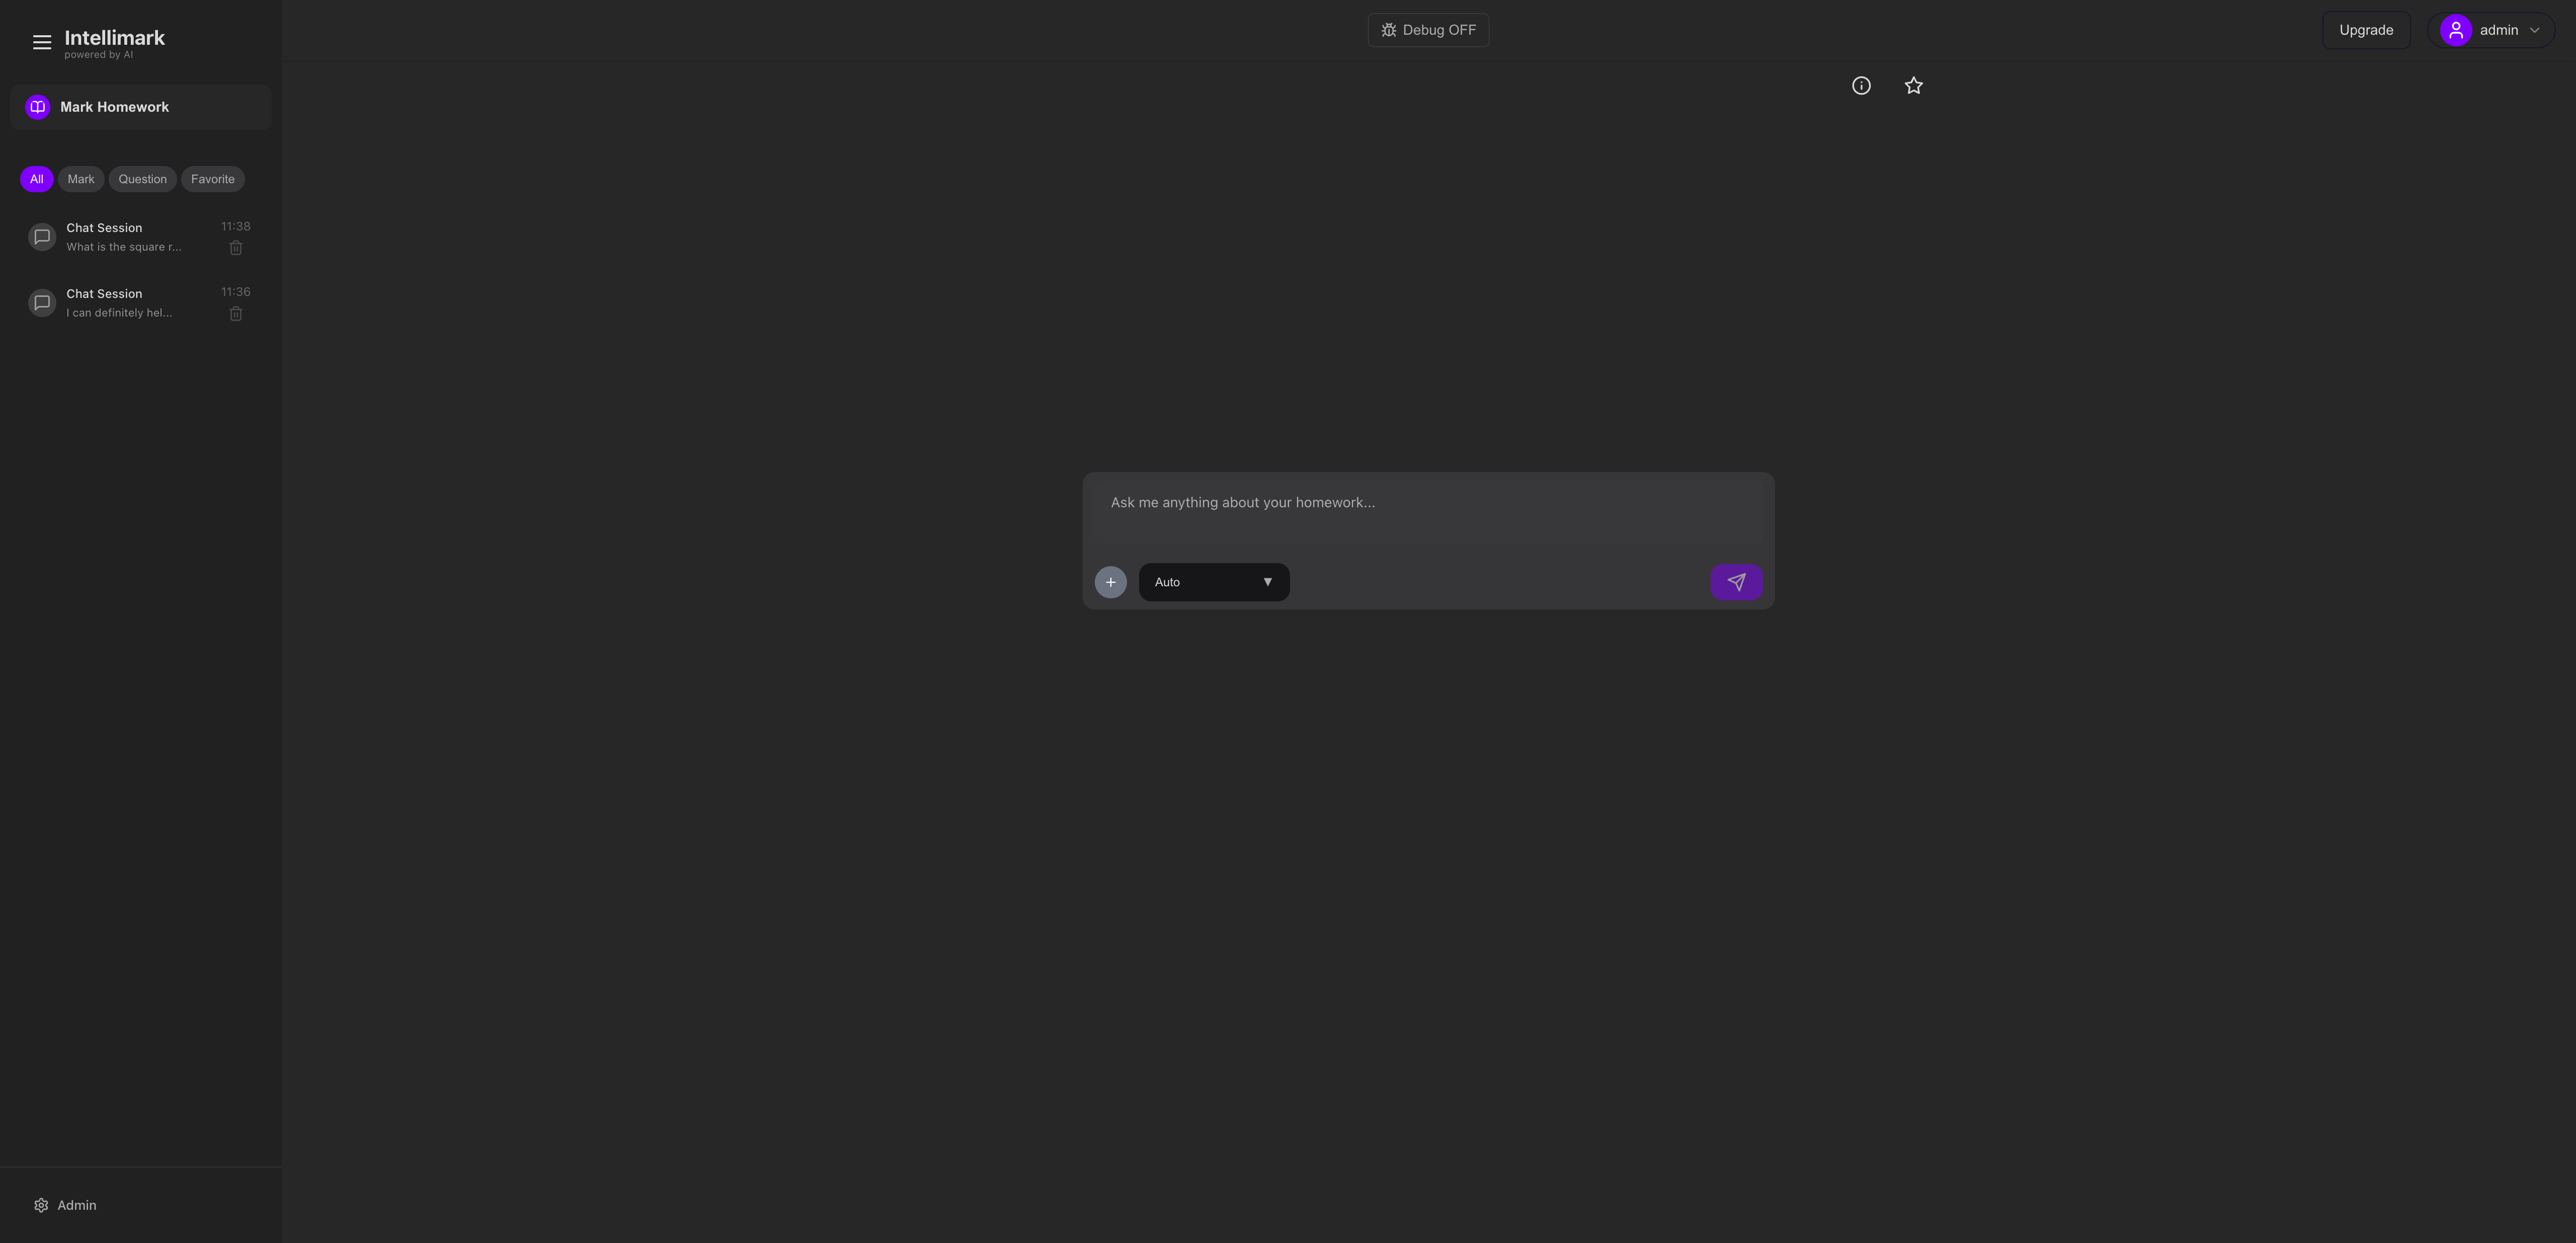 Intellimark
powered by AI
Mark Homework
All
Mark
Question
Favorite
Chat Session
11:38
What is the square r...
Chat Session
11:36
I can definitely hel...
Admin
Debug OFF
Upgrade
admin
Ask me anything about your homework...
Auto